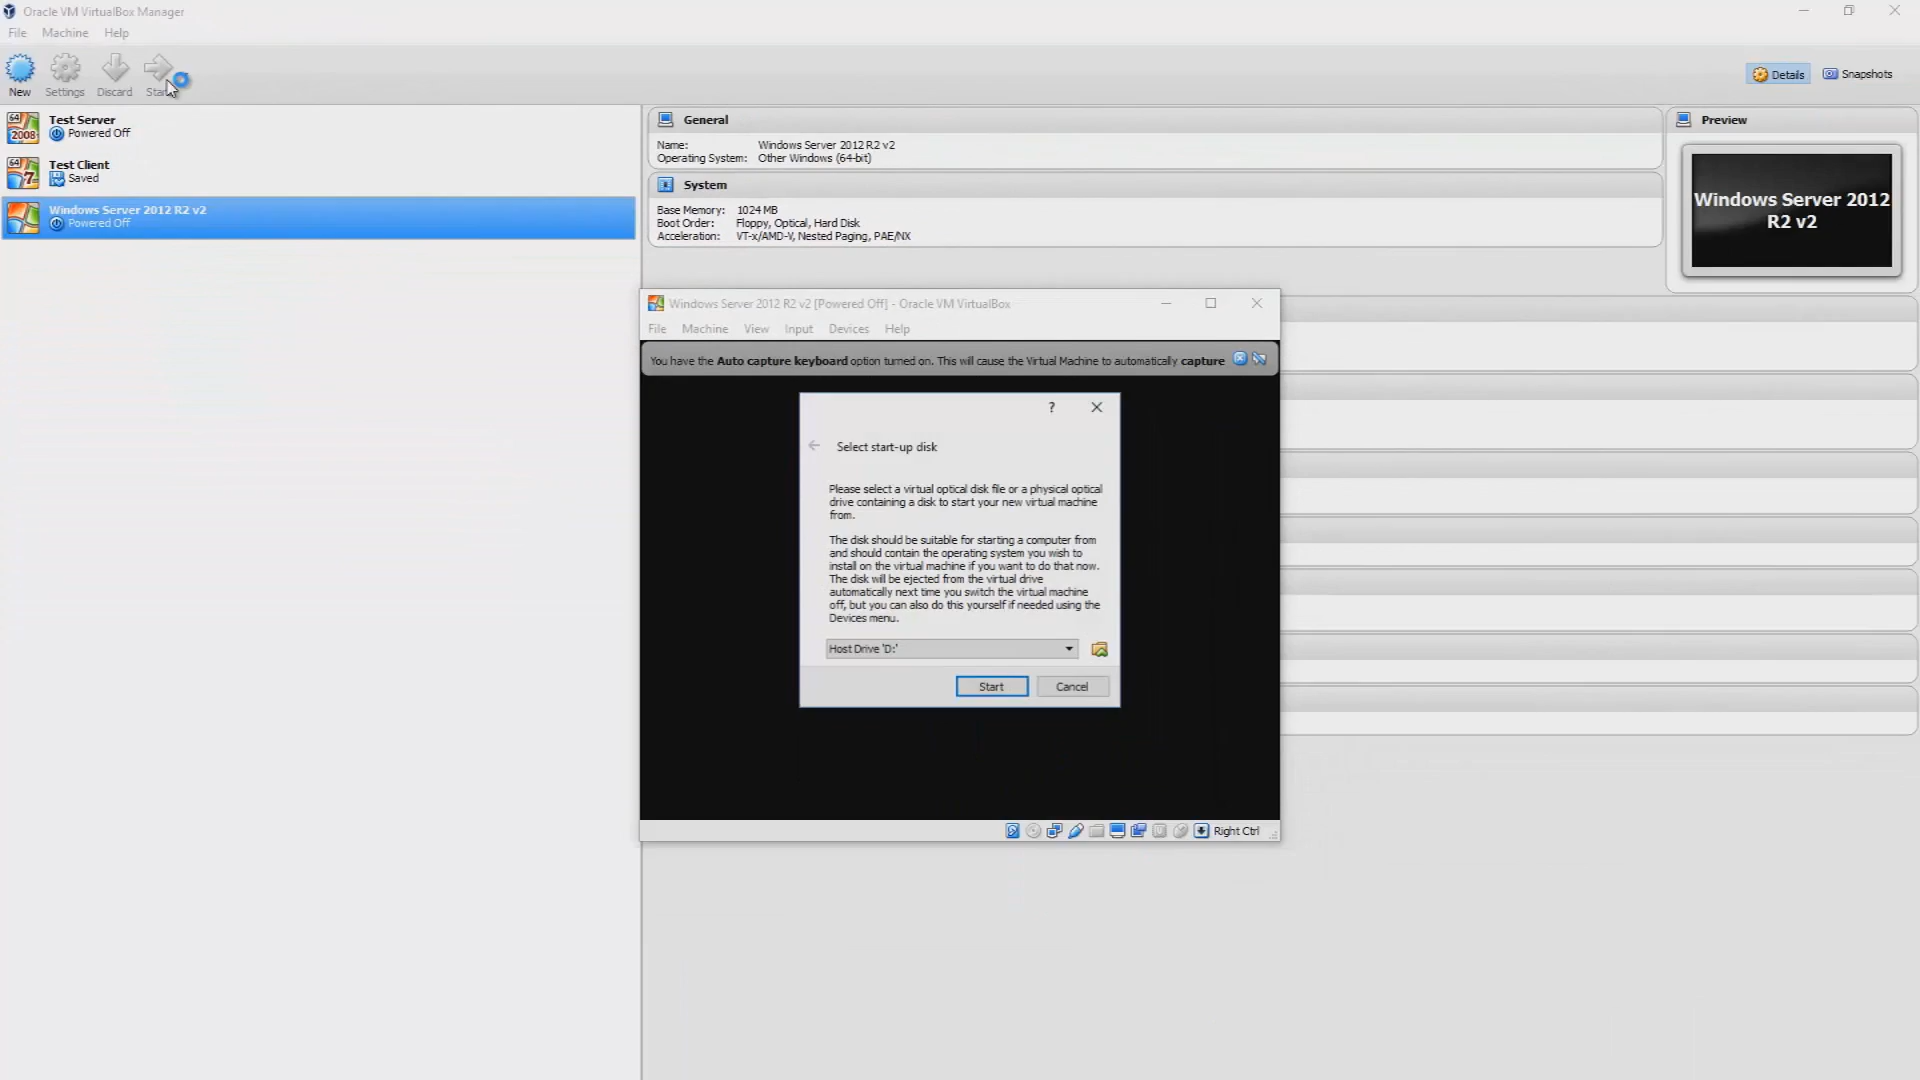 Oracle VM VirtualBox Manager
File Machine Help
New Settings Discard Start
Details Snapshots
64 2008 Test Server
Powered Off
64 7 Test Client
Saved
Windows Server 2012 R2 v2
Powered Off
General
Name: Windows Server 2012 R2 v2
Operating System: Other Windows (64-bit)
System
Base Memory: 1024 MB
Boot Order: Floppy, Optical, Hard Disk
Acceleration: VT-x/AMD-V, Nested Paging, PAE/NX
Preview
Windows Server 2012
R2 v2
Windows Server 2012 R2 v2 [Powered Off] - Oracle VM VirtualBox
File Machine View Input Devices Help
You have the Auto capture keyboard option turned on. This will cause the Virtual Machine to automatically capture
?
Select start-up disk
Please select a virtual optical disk file or a physical optical
drive containing a disk to start your new virtual machine
from.
The disk should be suitable for starting a computer from
and should contain the operating system you wish to
install on the virtual machine if you want to do that now.
The disk will be ejected from the virtual drive
automatically next time you switch the virtual machine
off, but you can also do this yourself if needed using the
Devices menu.
Host Drive 'D:'
Start Cancel
Right Ctrl